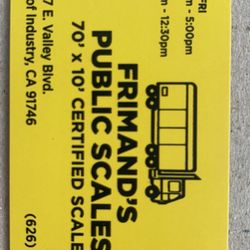 FRI
- 5:00pm
- 12:30pm
FRIMAND'S
PUBLIC SCALES
70' X 10' CERTIFIED SCALE
7 E. Valley Blvd.
of Industry, CA 91746
(626)